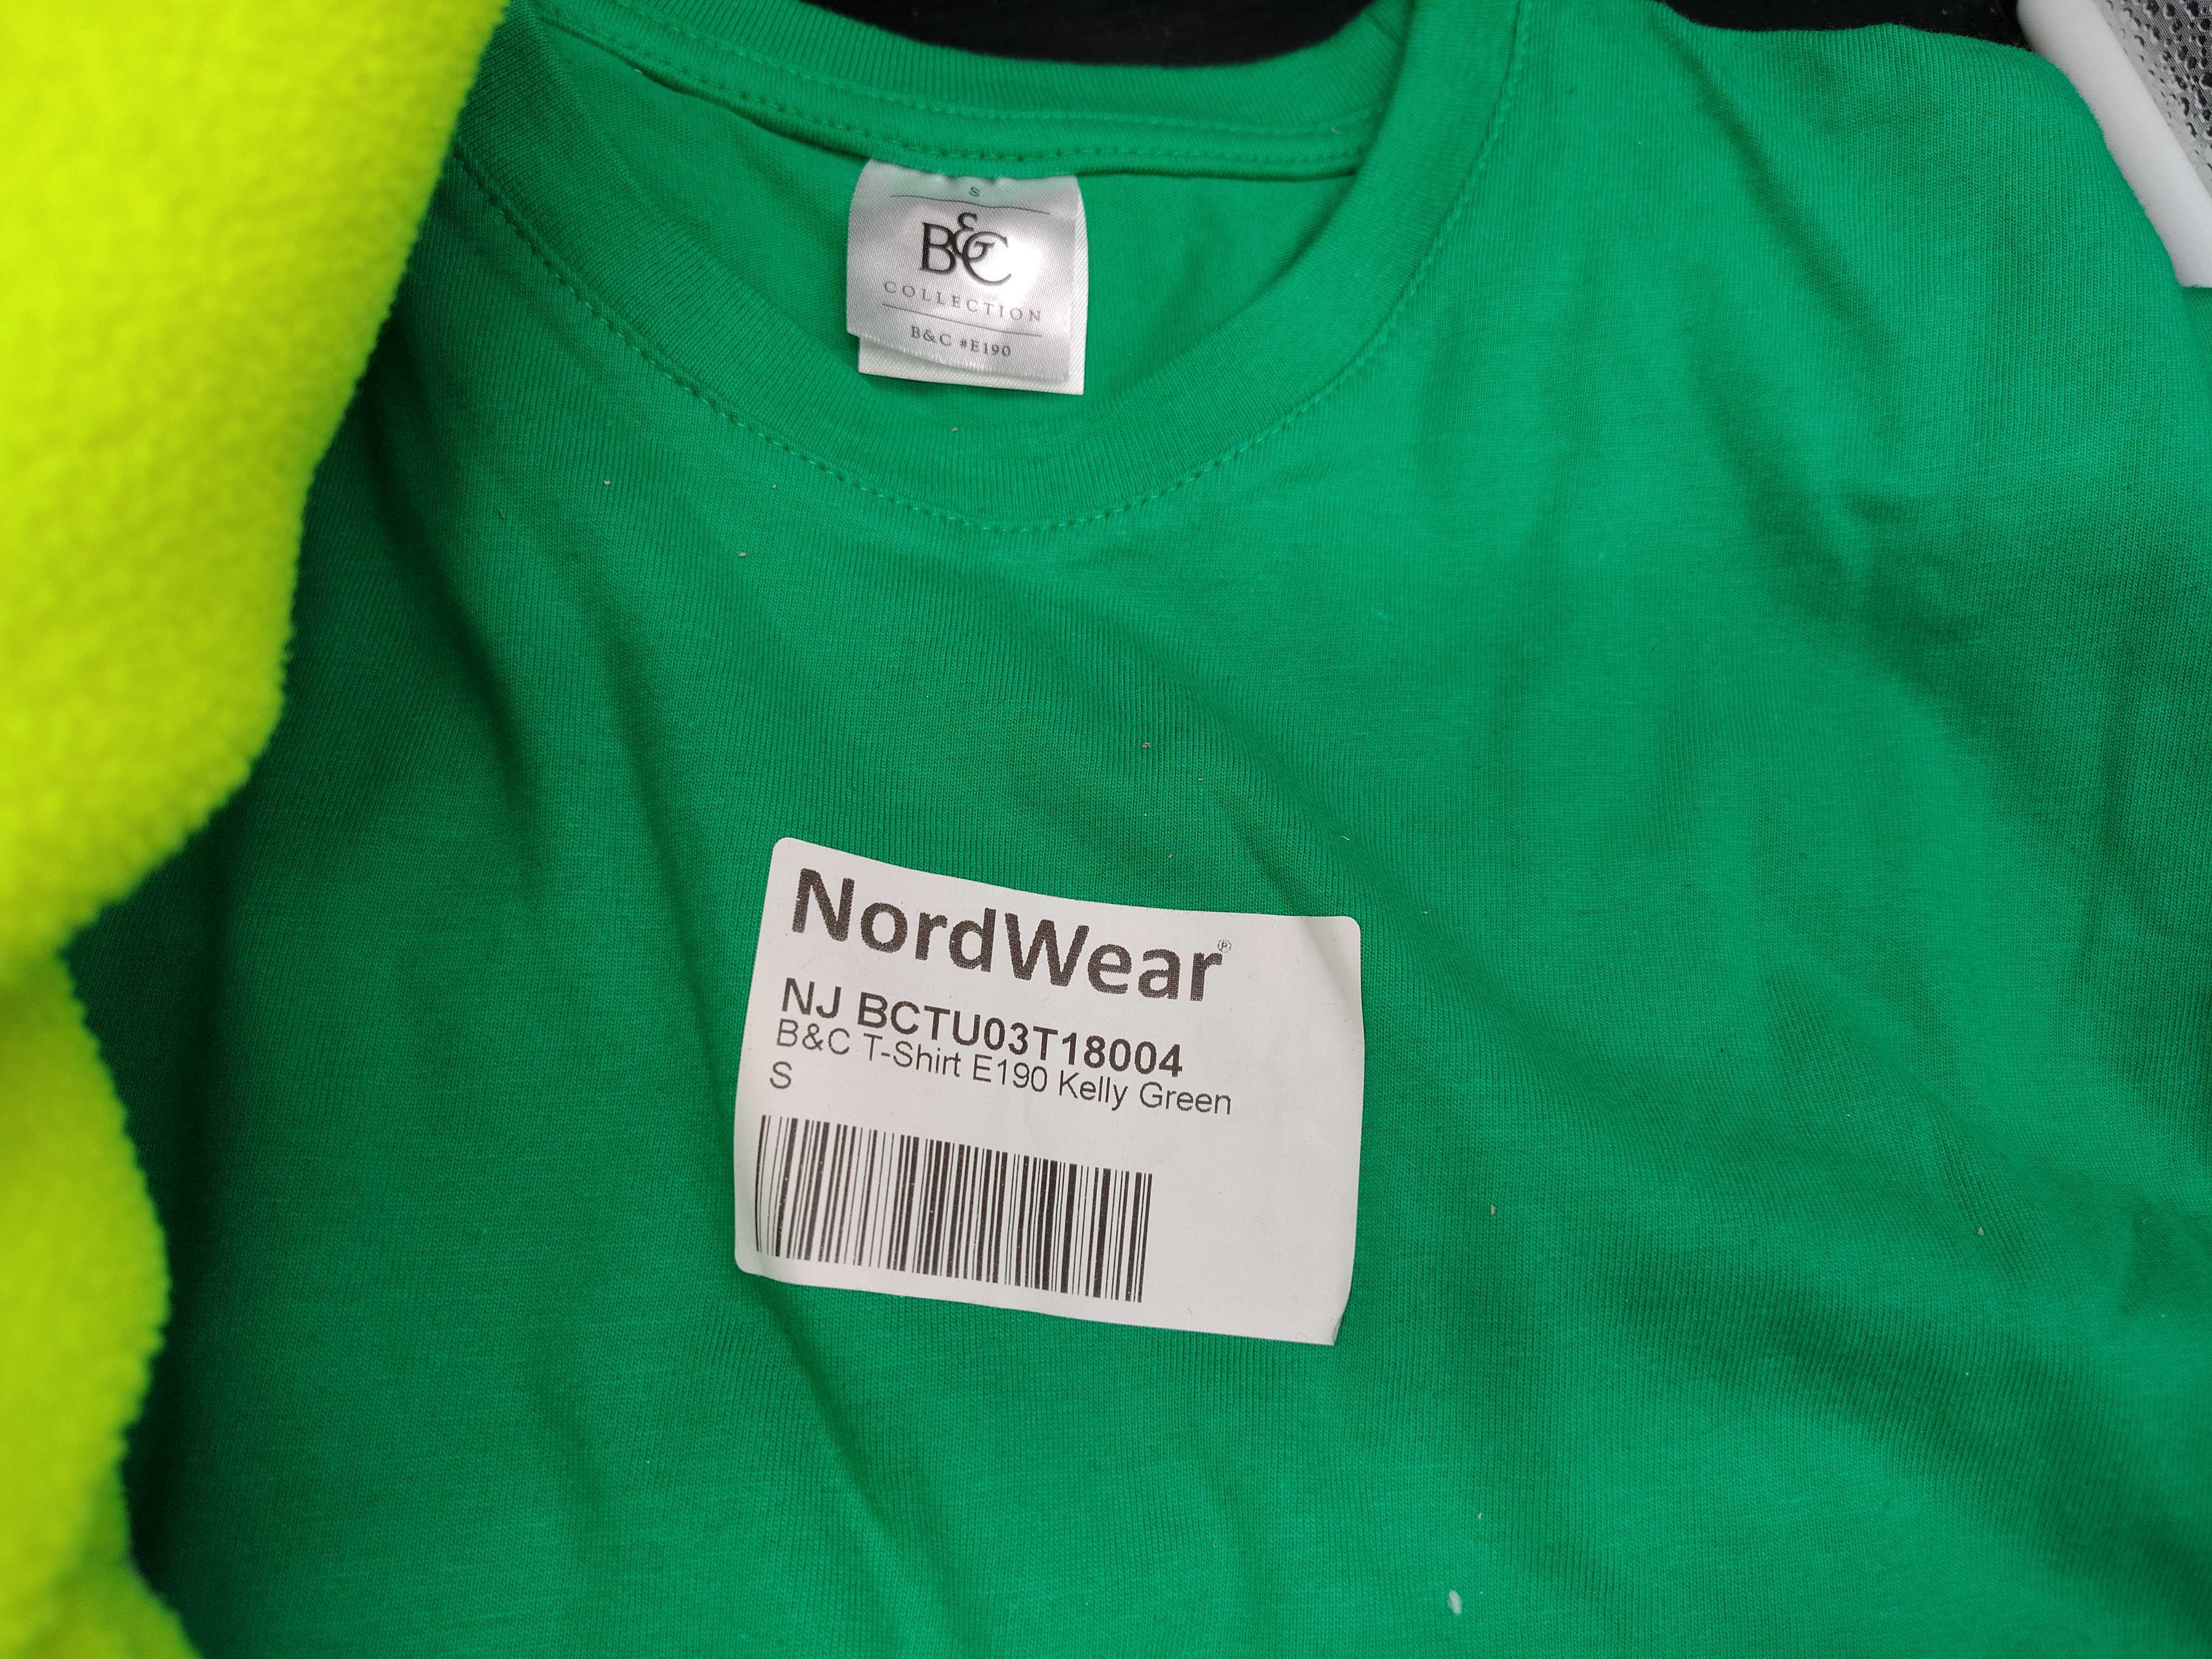 S
B&C
COLLECTION
B&C #E190
NordWear®
NJ BCTU03T18004
B&C T-Shirt E190 Kelly Green
S